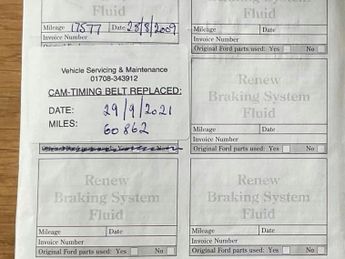 Fluid
Mileage 17577 Date 28/8/2009
Invoice Number
Mileage Date
Invoice Number
Original Ford parts used: Yes No
Vehicle Servicing & Maintenance
01708-343912
CAM-TIMING BELT REPLACED:
DATE: 29/9/2021
MILES: 60862
Renew
Braking System
Fluid
Mileage Date
Invoice Number
Original Ford parts used: Yes No
Renew
Braking System
Fluid
Mileage Date
Invoice Number
Original Ford parts used: Yes No
Renew
Braking System
Fluid
Mileage Date
Invoice Number
Original Ford parts used: Yes No